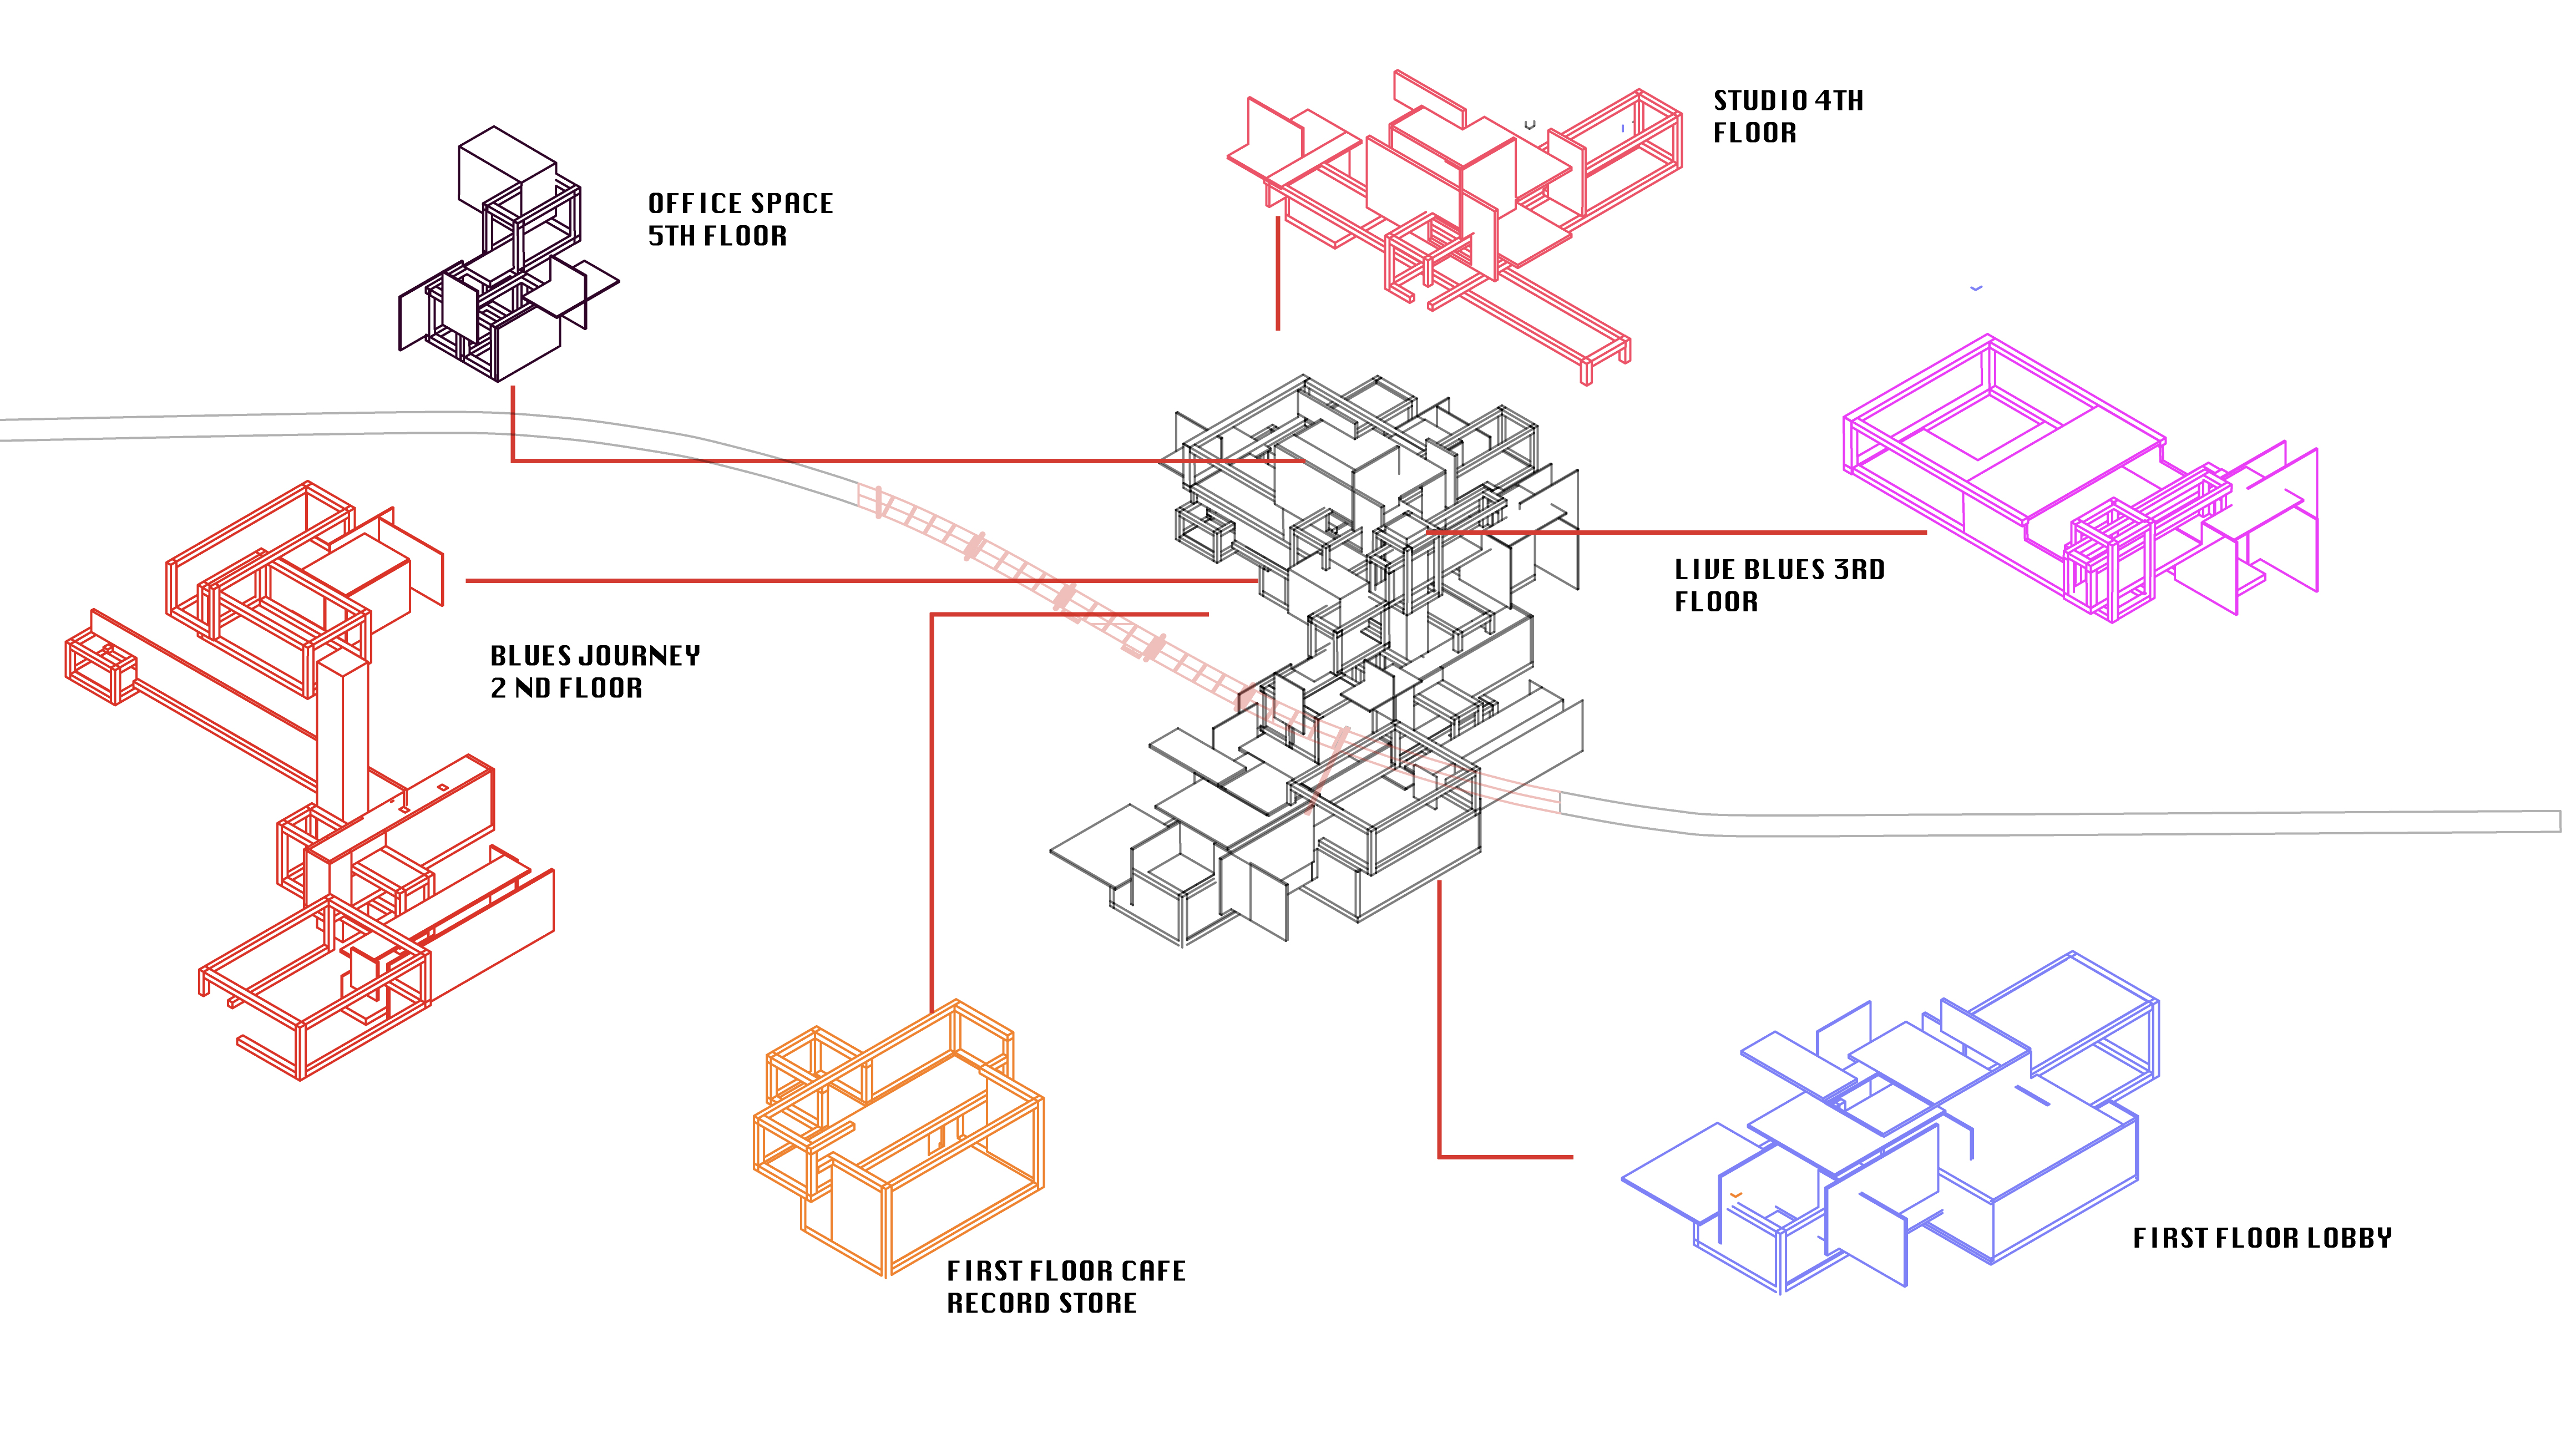 STUDIO 4TH
FLOOR
OFFICE SPACE
5TH FLOOR
LIVE BLUES 3RD
FLOOR
BLUES JOURNEY
2 ND FLOOR
FIRST FLOOR LOBBY
FIRST FLOOR CAFE
RECORD STORE